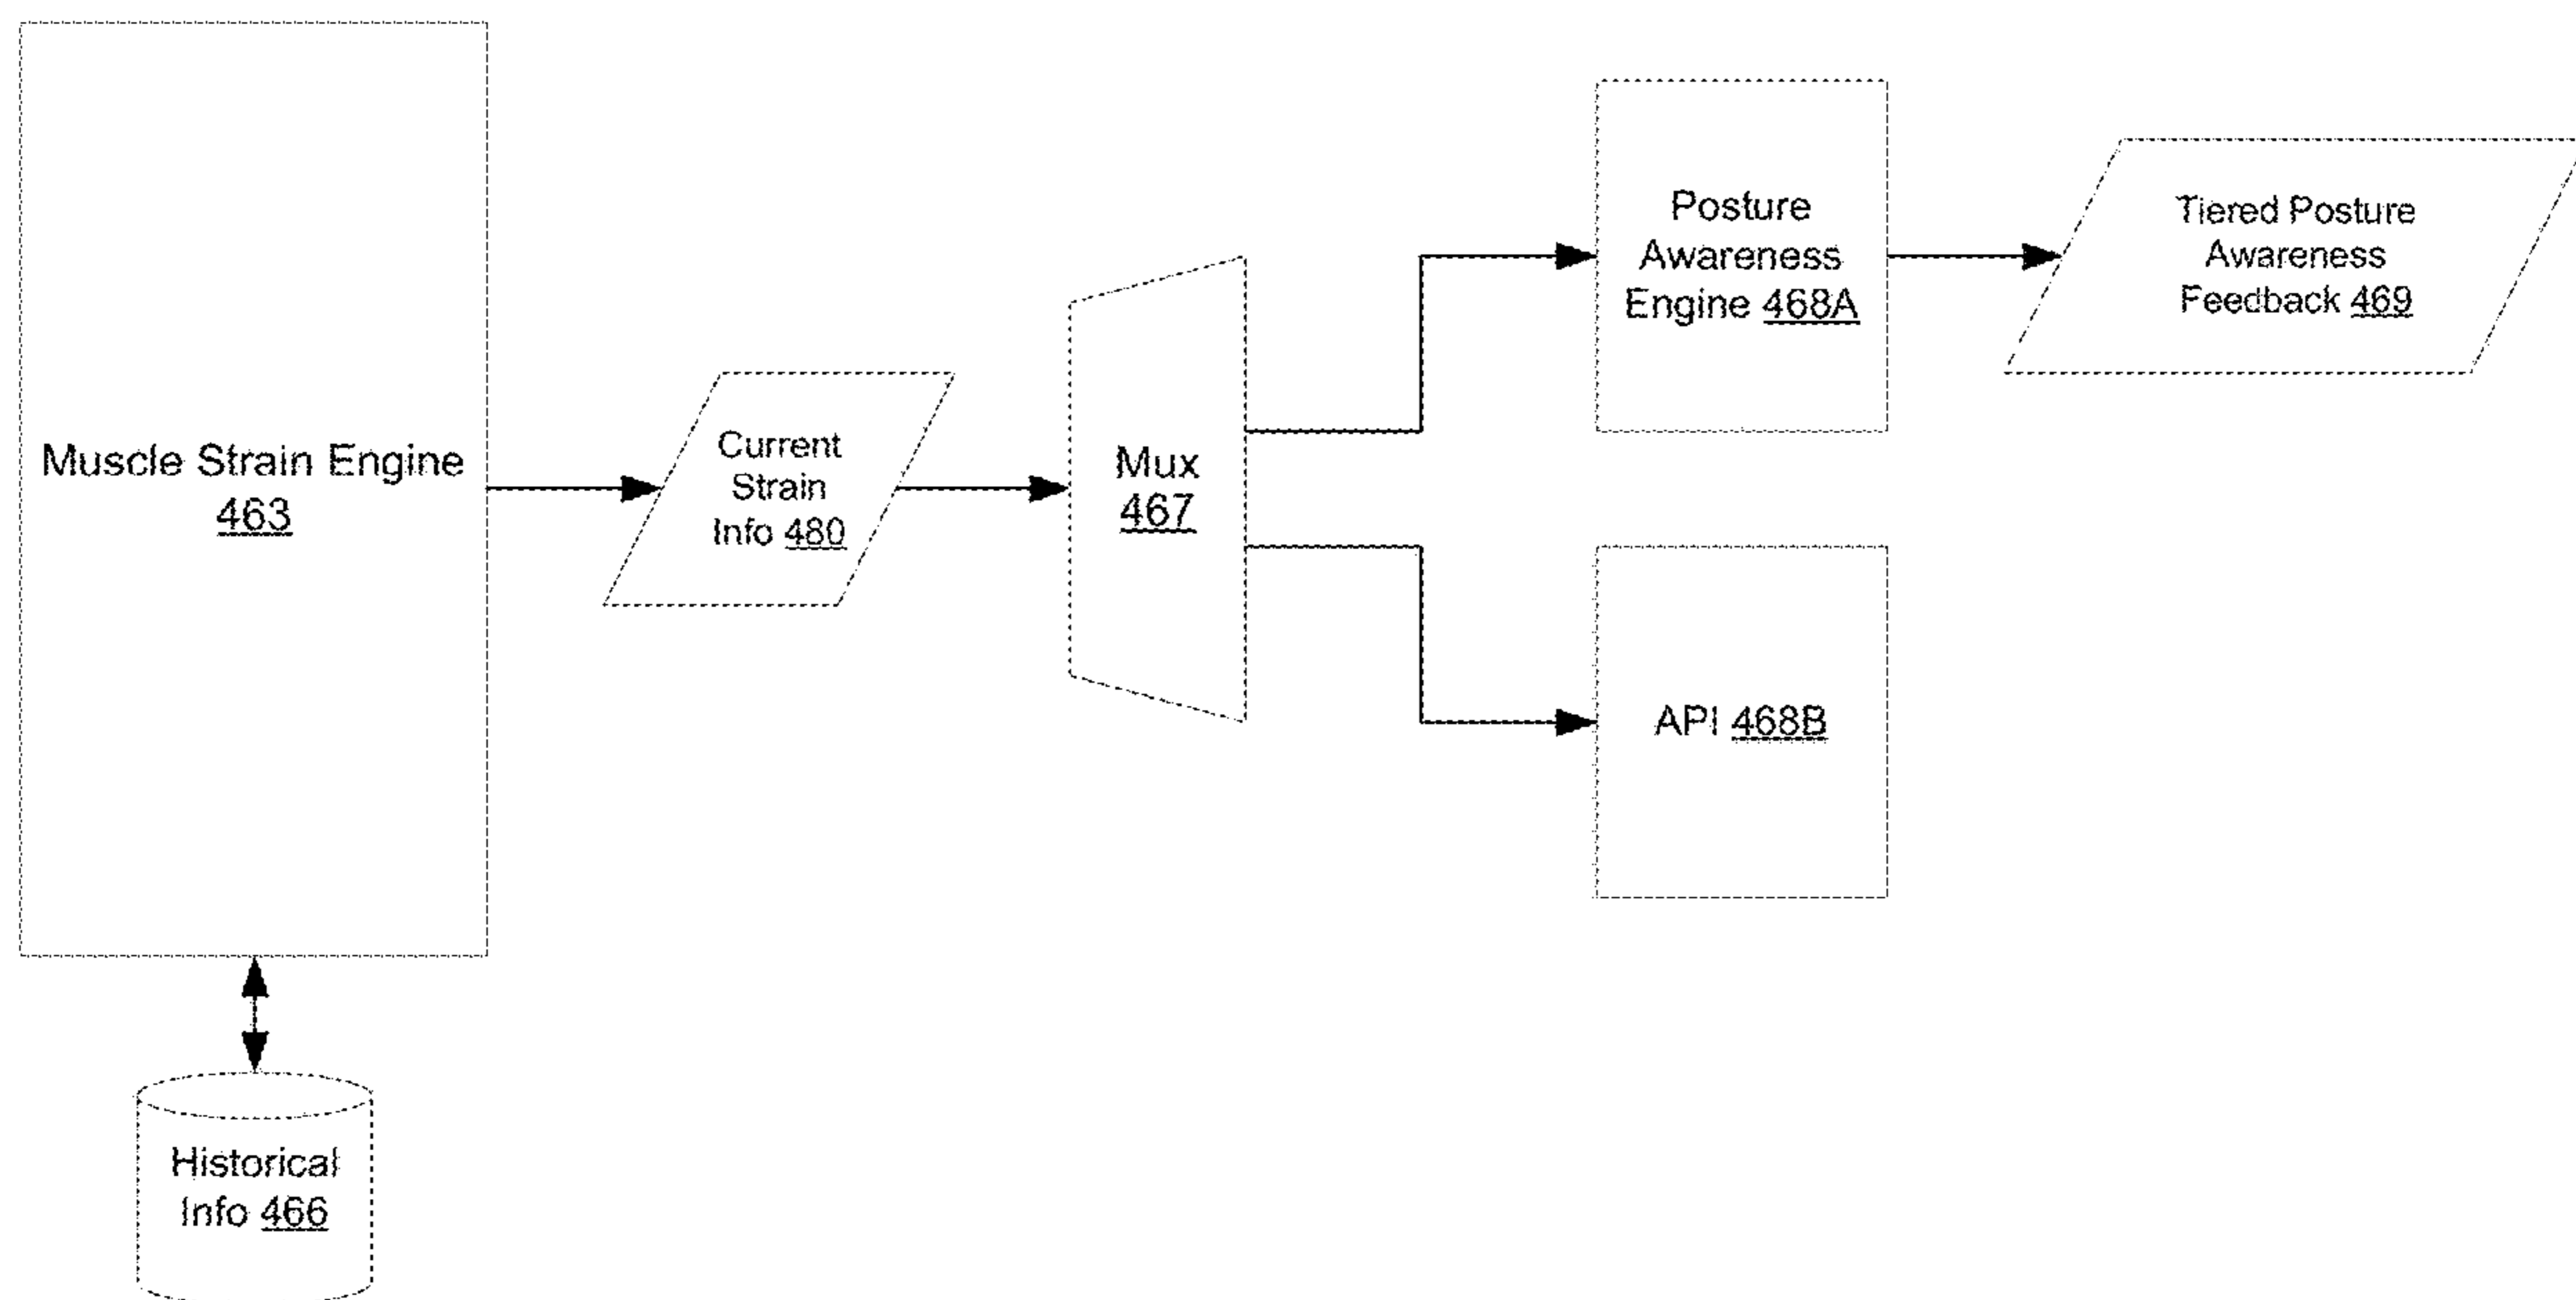 Muscle Strain Engine
463
Historical
Info 466
Current
Strain
Info 480
Mux
467
Posture
Awareness
Engine 468A
API 468B
Tiered Posture
Awareness
Feedback 469